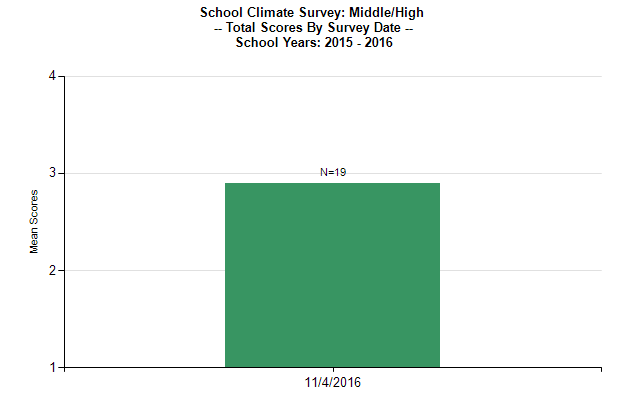 School Climate Survey: Middle/High
-- Total Scores By Survey Date --
School Years: 2015 - 2016
4
3
2
1
Mean Scores
N=19
11/4/2016